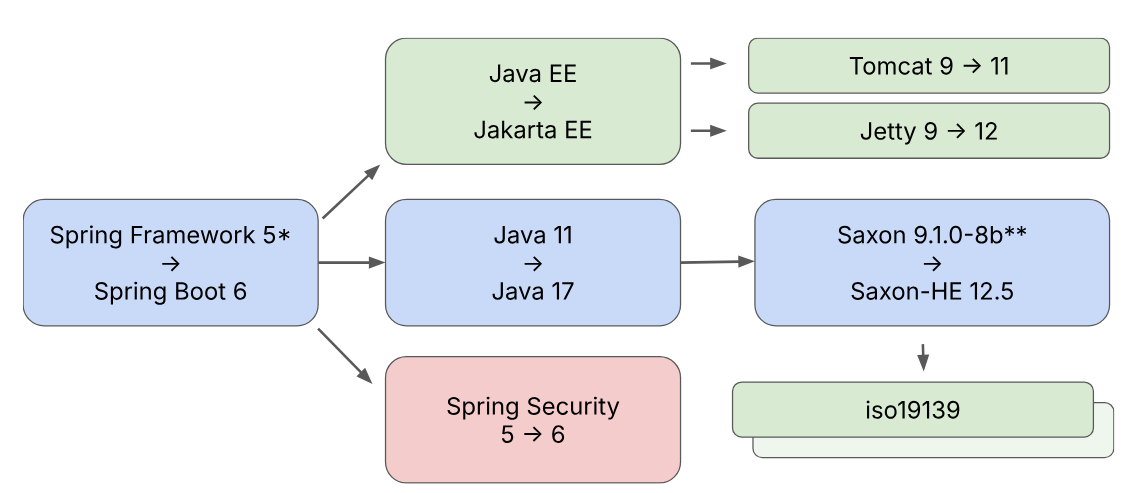 Java EE
→
Jakarta EE
Tomcat 9 → 11
Jetty 9 → 12
Spring Framework 5*
→
Spring Boot 6
Java 11
→
Java 17
Saxon 9.1.0-8b**
→
Saxon-HE 12.5
Spring Security
5 → 6
iso19139